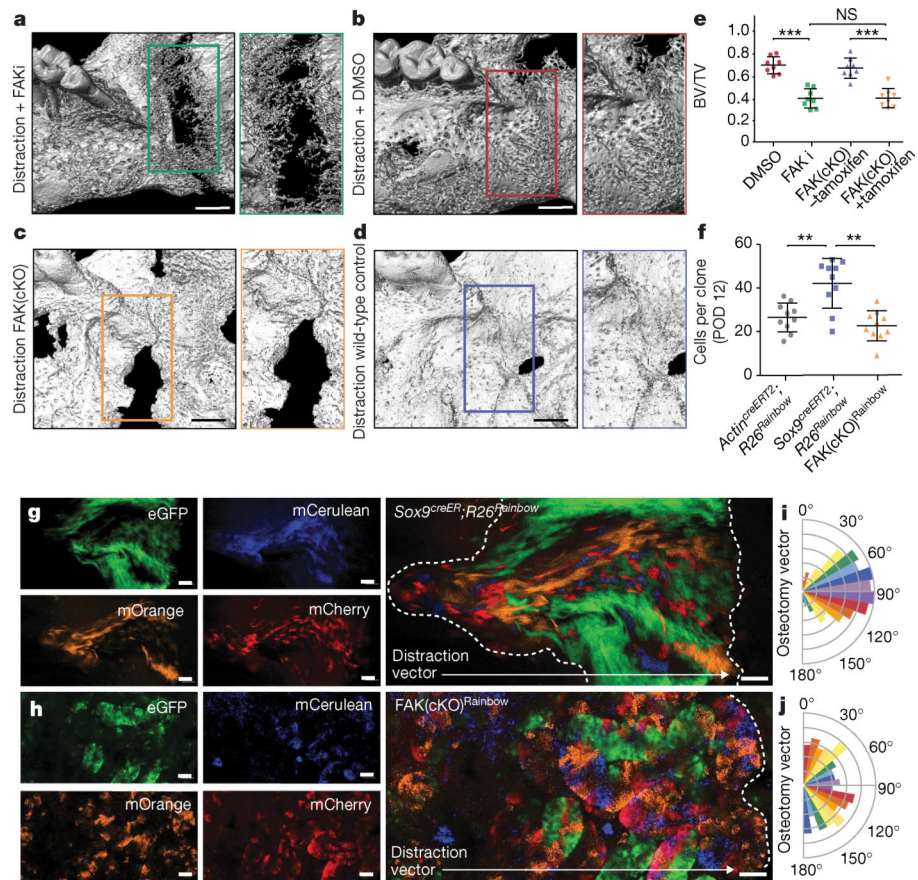 a
Distraction + FAKi
b
Distraction + DMSO
c
Distraction FAK(cKO)
d
Distraction wild-type control
e
NS
***
***
BV/TV
1.0
0.8
0.6
0.4
0.2
0
DMSO
FAK i
FAK(cKO)
–tamoxifen
FAK(cKO)
+tamoxifen
f
**
**
Cells per clone
(POD 12)
60
40
20
0
Actin^creERT2;
R26^Rainbow
Sox9^creERT2;
R26^Rainbow
FAK(cKO)^Rainbow
g
eGFP
mCerulean
mOrange
mCherry
Sox9^creER;R26^Rainbow
Distraction
vector
h
eGFP
mCerulean
mOrange
mCherry
FAK(cKO)^Rainbow
Distraction
vector
i
Osteotomy vector
0°
30°
60°
90°
120°
150°
180°
j
Osteotomy vector
0°
30°
60°
90°
120°
150°
180°